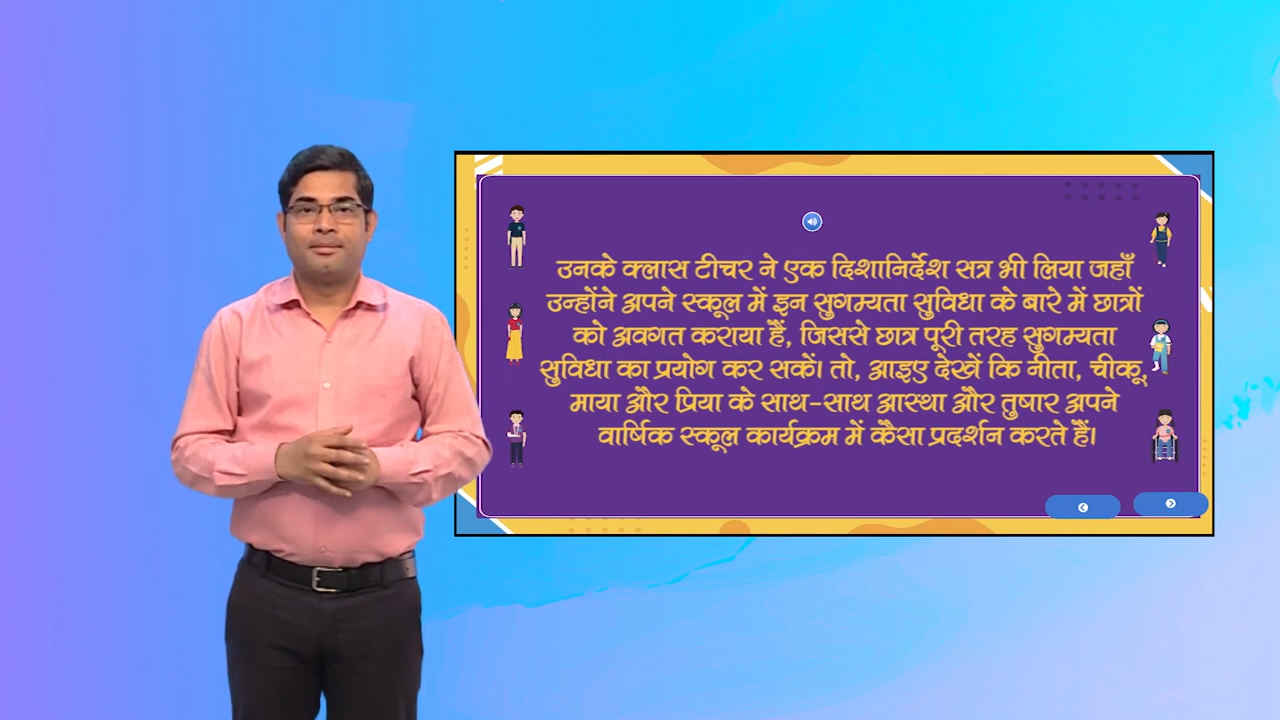 उनके क्लास टीचर ने एक दिशानिर्देश सत्र भी लिया जहाँ
उन्होंने अपने स्कूल में इन सुगम्यता सुविधा के बारे में छात्रों
को अवगत कराया हैं, जिससे छात्र पूरी तरह सुगम्यता
सुविधा का प्रयोग कर सकें। तो, आइए देखें कि नीता, चीकू,
माया और प्रिया के साथ-साथ आस्था और तुषार अपने
वार्षिक स्कूल कार्यक्रम में कैसा प्रदर्शन करते हैं।